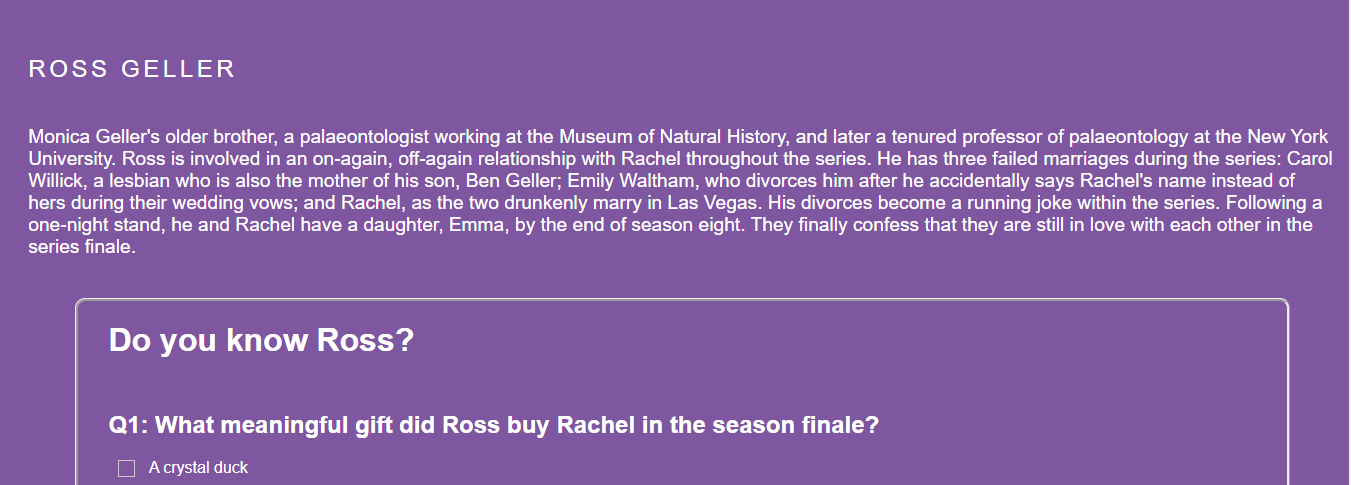 ROSS GELLER
Monica Geller's older brother, a palaeontologist working at the Museum of Natural History, and later a tenured professor of palaeontology at the New York
University. Ross is involved in an on-again, off-again relationship with Rachel throughout the series. He has three failed marriages during the series: Carol
Willick, a lesbian who is also the mother of his son, Ben Geller; Emily Waltham, who divorces him after he accidentally says Rachel's name instead of
hers during their wedding vows; and Rachel, as the two drunkenly marry in Las Vegas. His divorces become a running joke within the series. Following a
one-night stand, he and Rachel have a daughter, Emma, by the end of season eight. They finally confess that they are still in love with each other in the
series finale.
Do you know Ross?
Q1: What meaningful gift did Ross buy Rachel in the season finale?
A crystal duck